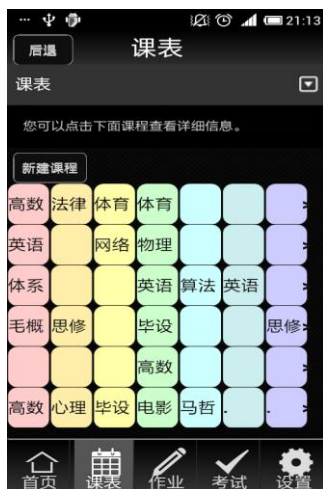 21:13
后退
课表
课表
您可以点击下面课程查看详细信息。
新建课程
高数 法律 体育 体育
英语 网络 物理
体系 英语 算法 英语
毛概 思修 毕设 思修
高数
高数 心理 毕设 电影 马哲 . .
首页 课表 作业 考试 设置